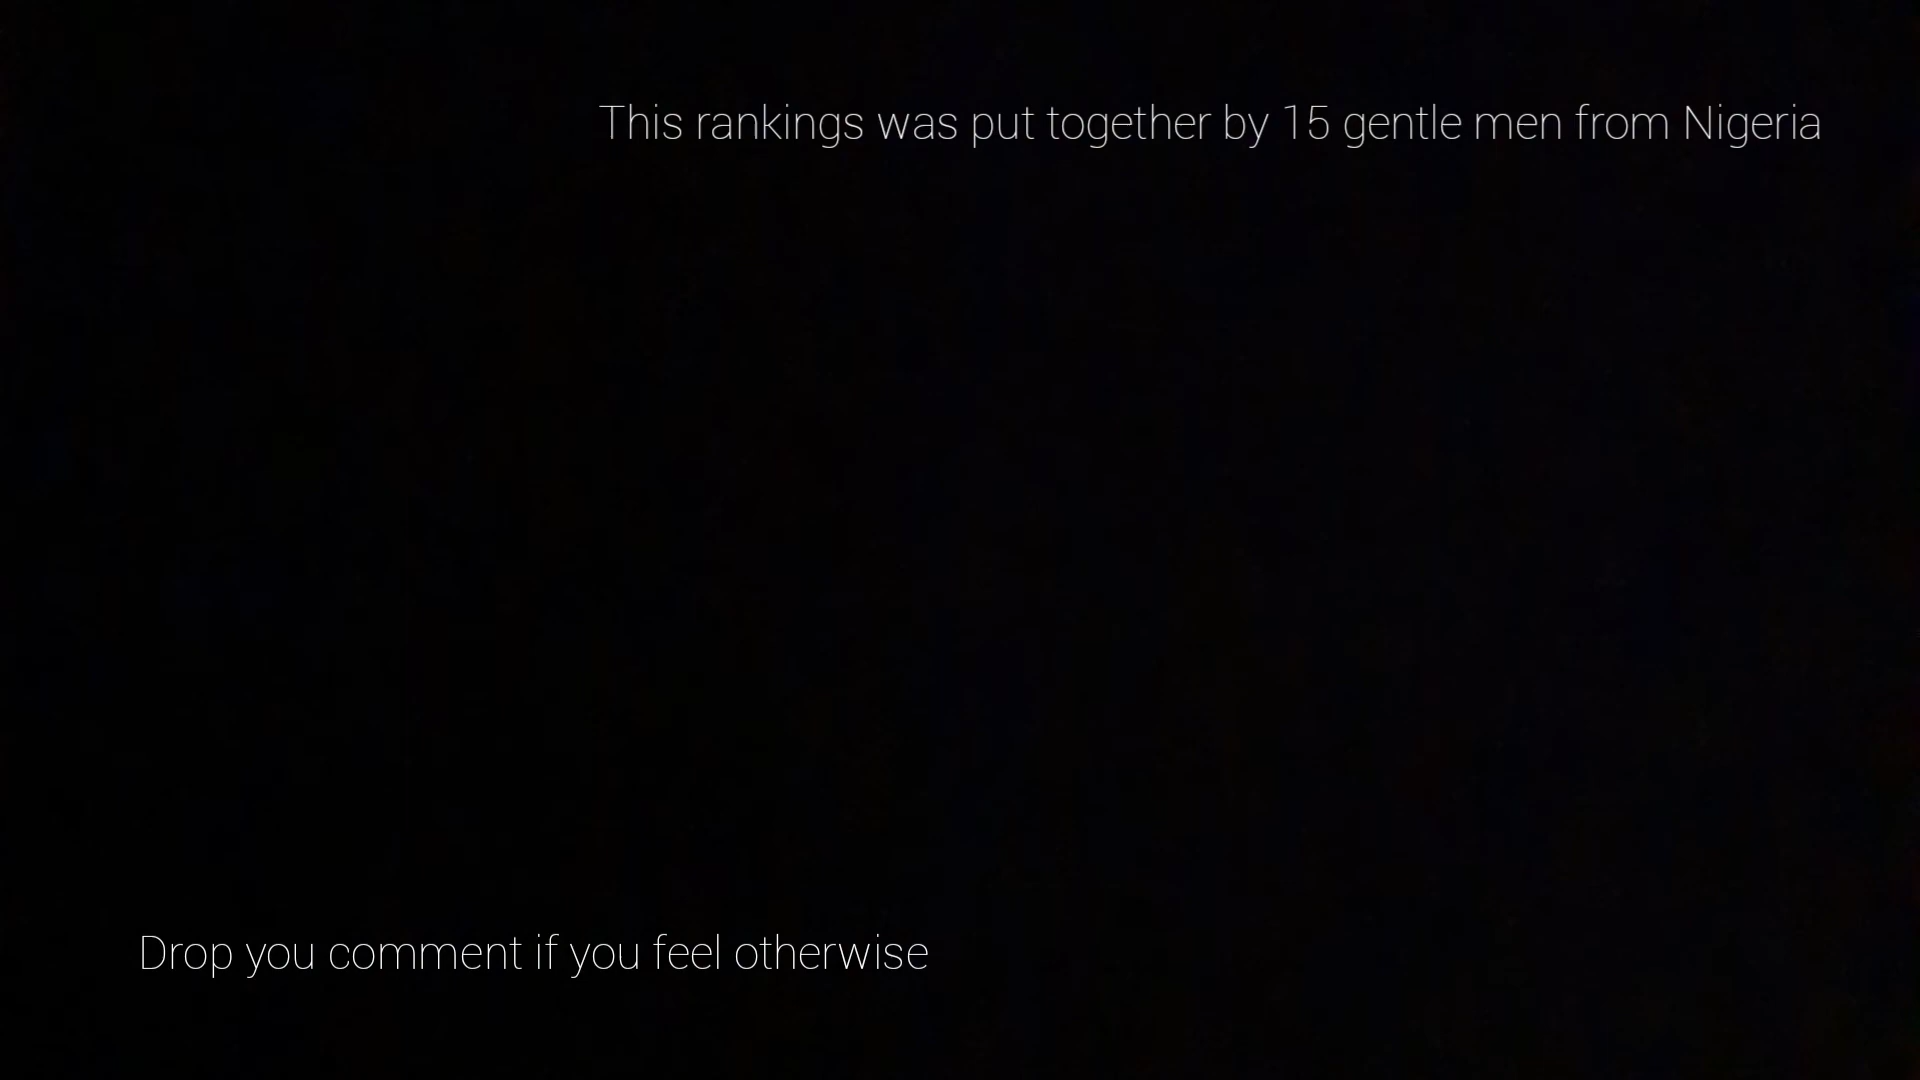 This rankings was put together by 15 gentle men from Nigeria
Drop you comment if you feel otherwise